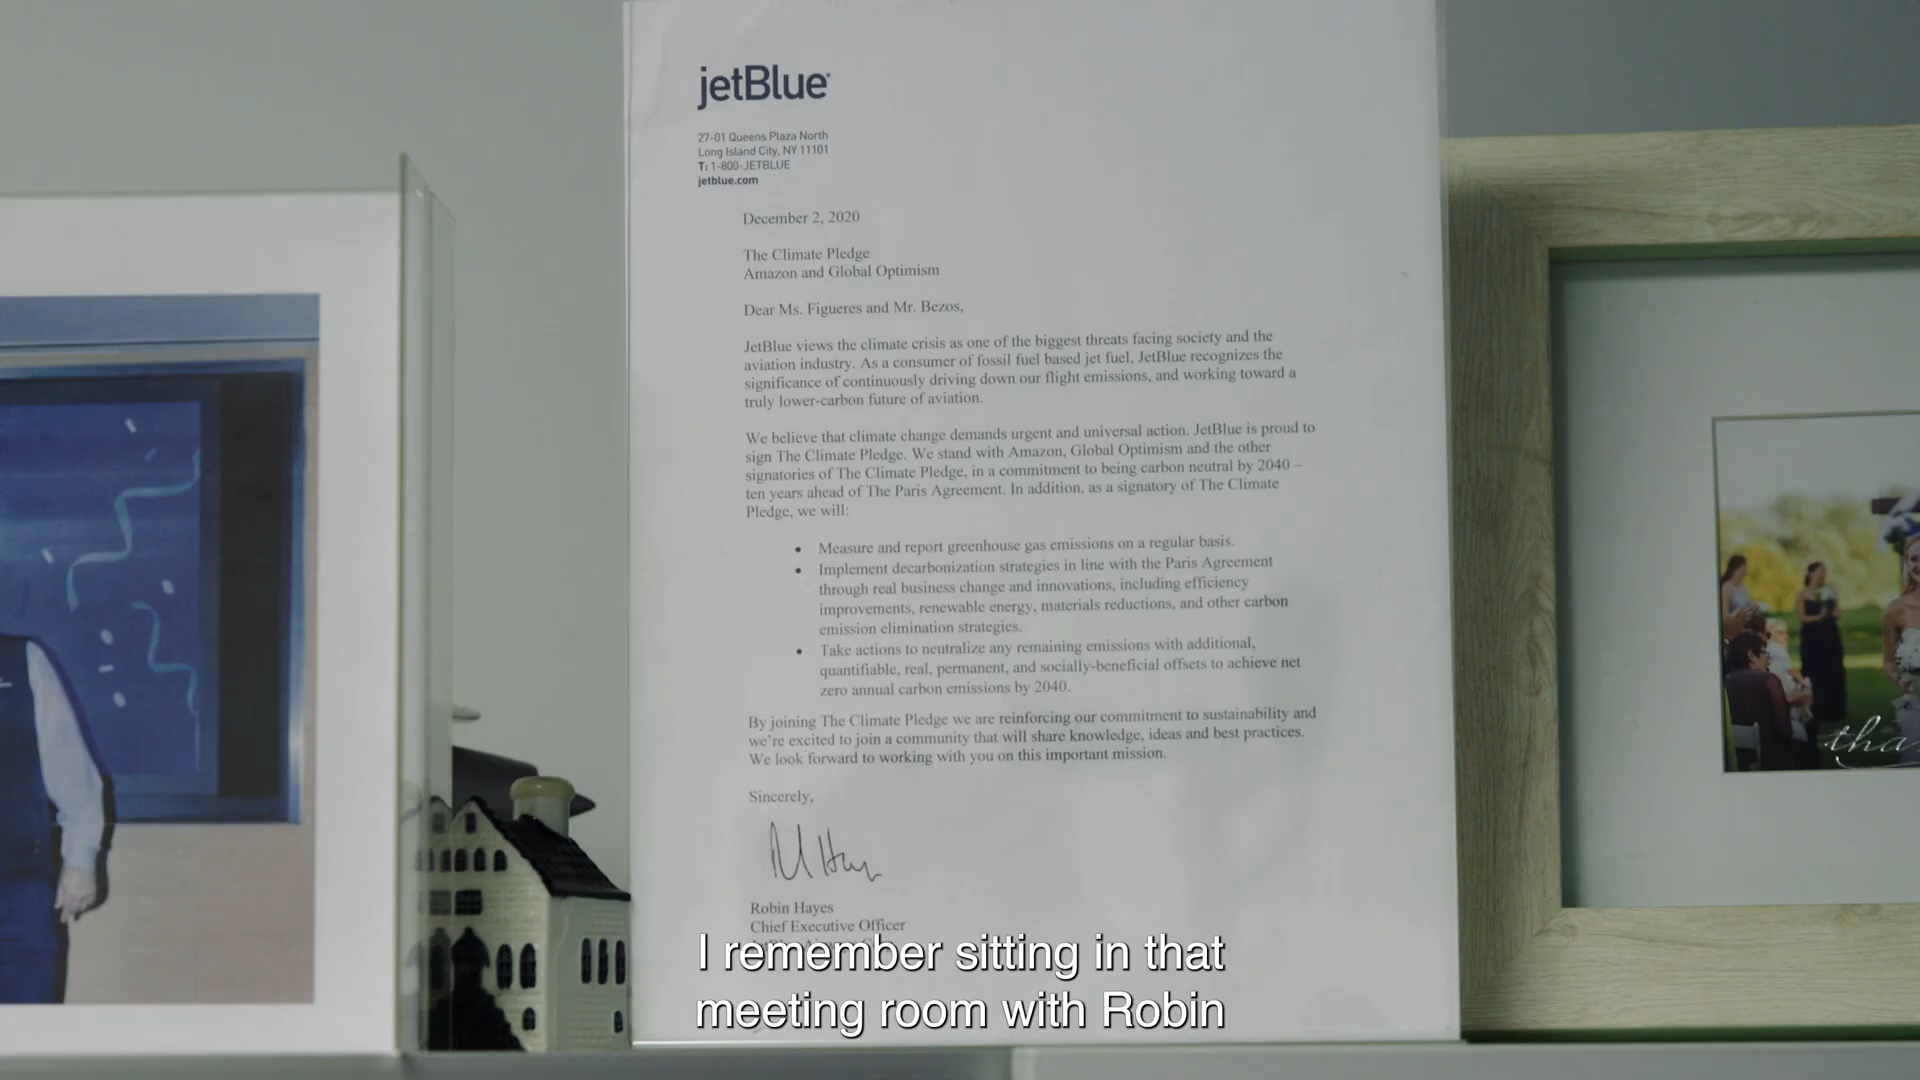 jetBlue
27-01 Queens Plaza North
Long Island City, NY 11101
T: 1-800-JETBLUE
jetblue.com
December 2, 2020
The Climate Pledge
Amazon and Global Optimism
Dear Ms. Figueres and Mr. Bezos,
JetBlue views the climate crisis as one of the biggest threats facing society and the
aviation industry. As a consumer of fossil fuel based jet fuel, JetBlue recognizes the
significance of continuously driving down our flight emissions, and working toward a
truly lower-carbon future of aviation.
We believe that climate change demands urgent and universal action. JetBlue is proud to
sign The Climate Pledge. We stand with Amazon, Global Optimism and the other
signatories of The Climate Pledge, in a commitment to being carbon neutral by 2040 –
ten years ahead of The Paris Agreement. In addition, as a signatory of The Climate
Pledge, we will:
• Measure and report greenhouse gas emissions on a regular basis.
• Implement decarbonization strategies in line with the Paris Agreement
through real business change and innovations, including efficiency
improvements, renewable energy, materials reductions, and other carbon
emission elimination strategies.
• Take actions to neutralize any remaining emissions with additional,
quantifiable, real, permanent, and socially-beneficial offsets to achieve net
zero annual carbon emissions by 2040.
By joining The Climate Pledge we are reinforcing our commitment to sustainability and
we're excited to join a community that will share knowledge, ideas and best practices.
We look forward to working with you on this important mission.
Sincerely,
Robin Hayes
Chief Executive Officer
I remember sitting in that
meeting room with Robin
tha